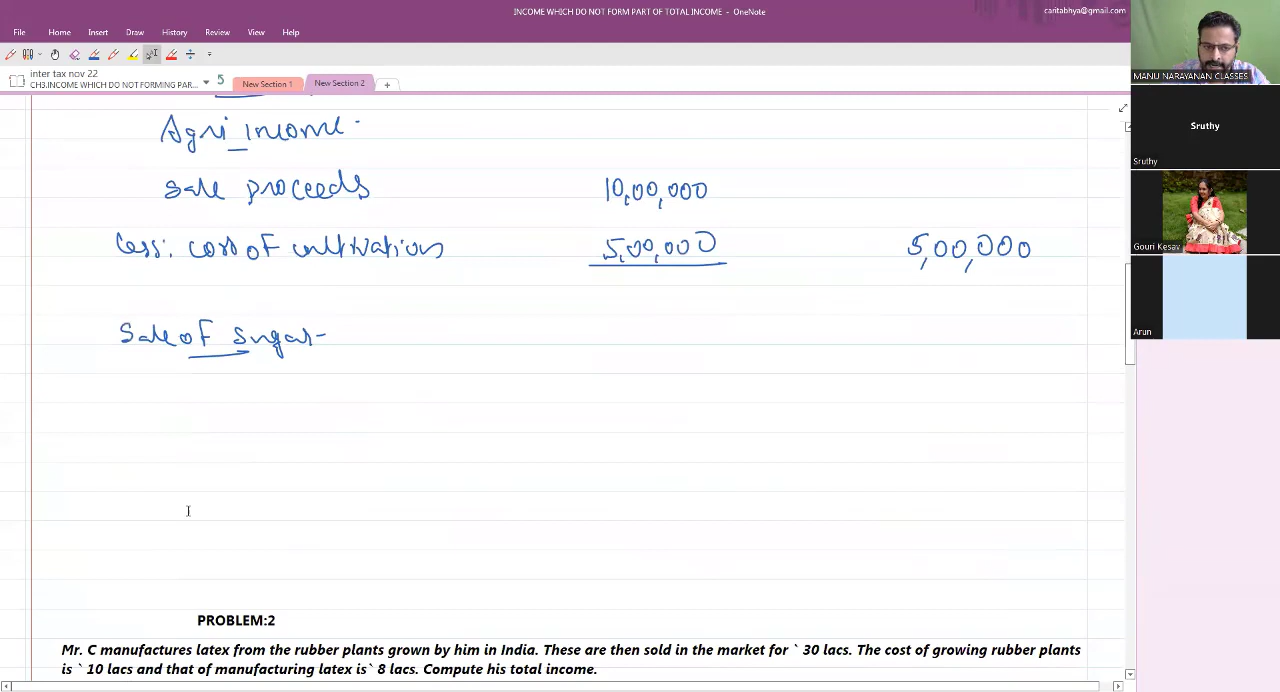 INCOME WHICH DO NOT FORM PART OF TOTAL INCOME - OneNote
caritabhya@gmail.com
File Home Insert Draw History Review View Help
inter tax nov 22
CH3.INCOME WHICH DO NOT FORMING PAR...
New Section 1
New Section 2
MANU NARAYANAN CLASSES
Sruthy
Sruthy
Gouri Kesav
Arun
Agri income -
Sale proceeds 10,00,000
Less: Cost of cultivation 5,00,000 5,00,000
Sale of Sugar -
PROBLEM:2
Mr. C manufactures latex from the rubber plants grown by him in India. These are then sold in the market for ` 30 lacs. The cost of growing rubber plants
is ` 10 lacs and that of manufacturing latex is ` 8 lacs. Compute his total income.